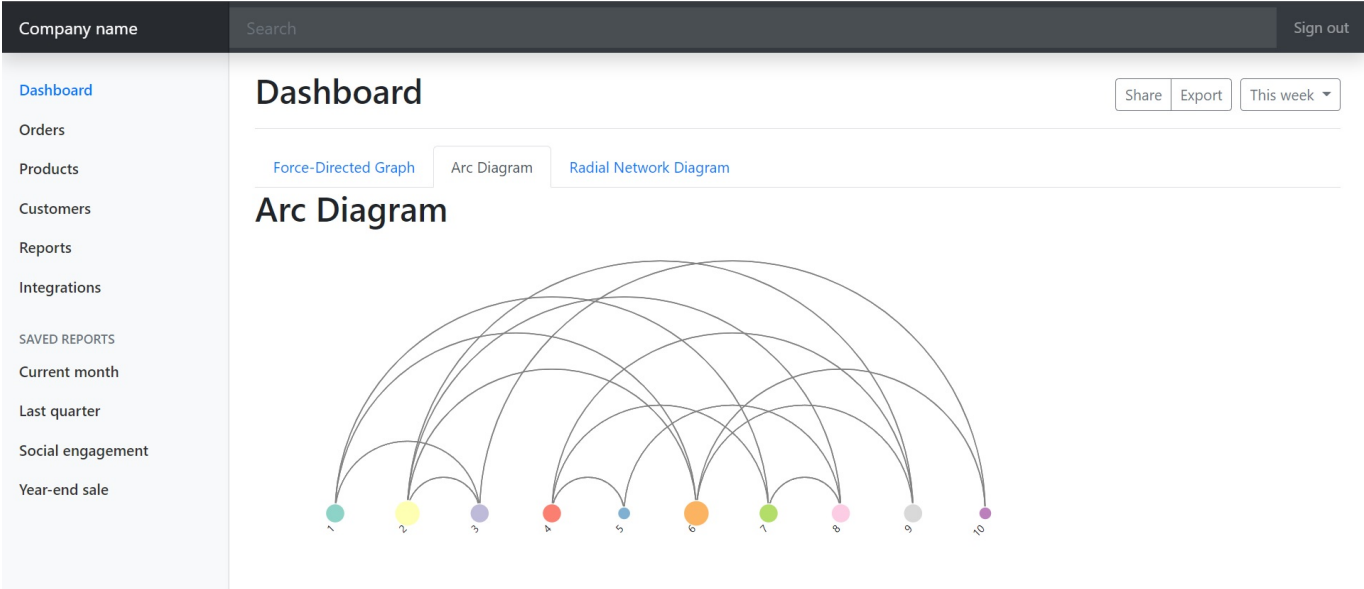 Company name
Search
Sign out
Dashboard
Orders
Products
Customers
Reports
Integrations
SAVED REPORTS
Current month
Last quarter
Social engagement
Year-end sale
Dashboard
Share
Export
This week
Force-Directed Graph
Arc Diagram
Radial Network Diagram
Arc Diagram
1
2
3
4
5
6
7
8
9
10